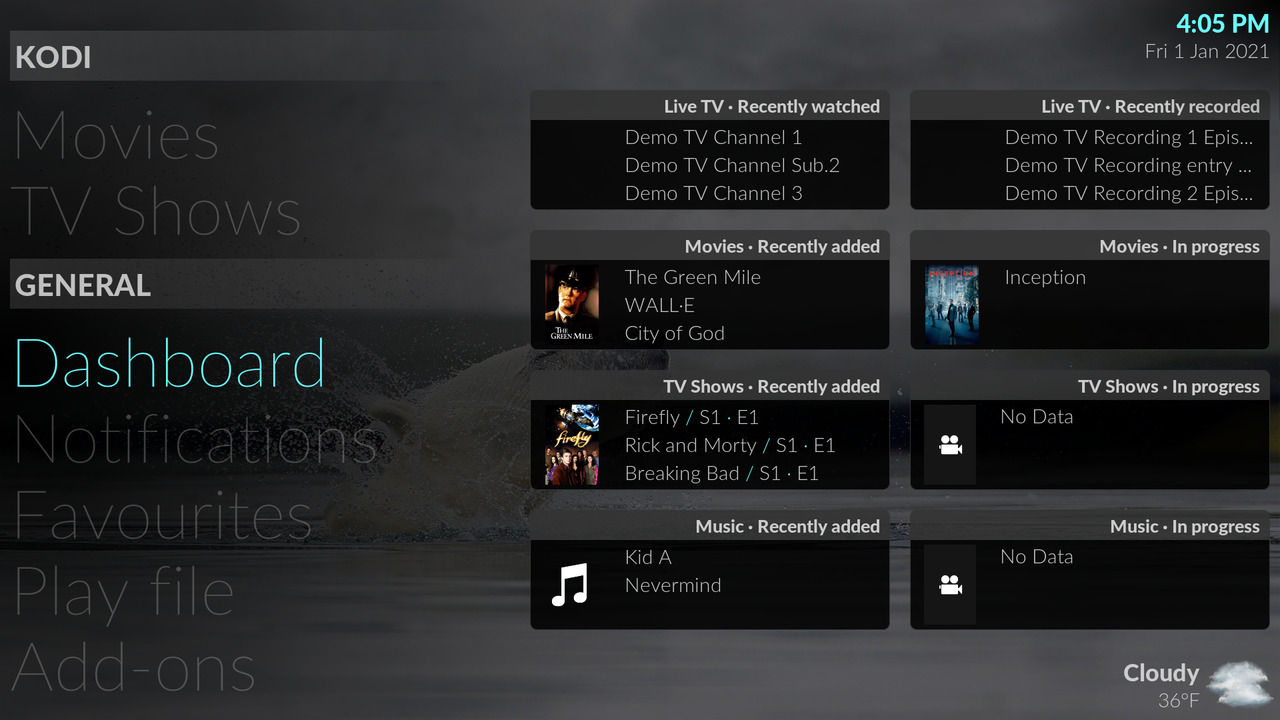 4:05 PM
Fri 1 Jan 2021
KODI
Movies
TV Shows
GENERAL
Dashboard
Notifications
Favourites
Play file
Add-ons
Live TV · Recently watched
Demo TV Channel 1
Demo TV Channel Sub.2
Demo TV Channel 3
Live TV · Recently recorded
Demo TV Recording 1 Epis...
Demo TV Recording entry ...
Demo TV Recording 2 Epis...
Movies · Recently added
THE
GREEN MILE
The Green Mile
WALL·E
City of God
Movies · In progress
INCEPTION
Inception
TV Shows · Recently added
firefly
Firefly / S1 · E1
Rick and Morty / S1 · E1
Breaking Bad / S1 · E1
TV Shows · In progress
No Data
Music · Recently added
Kid A
Nevermind
Music · In progress
No Data
Cloudy
36°F